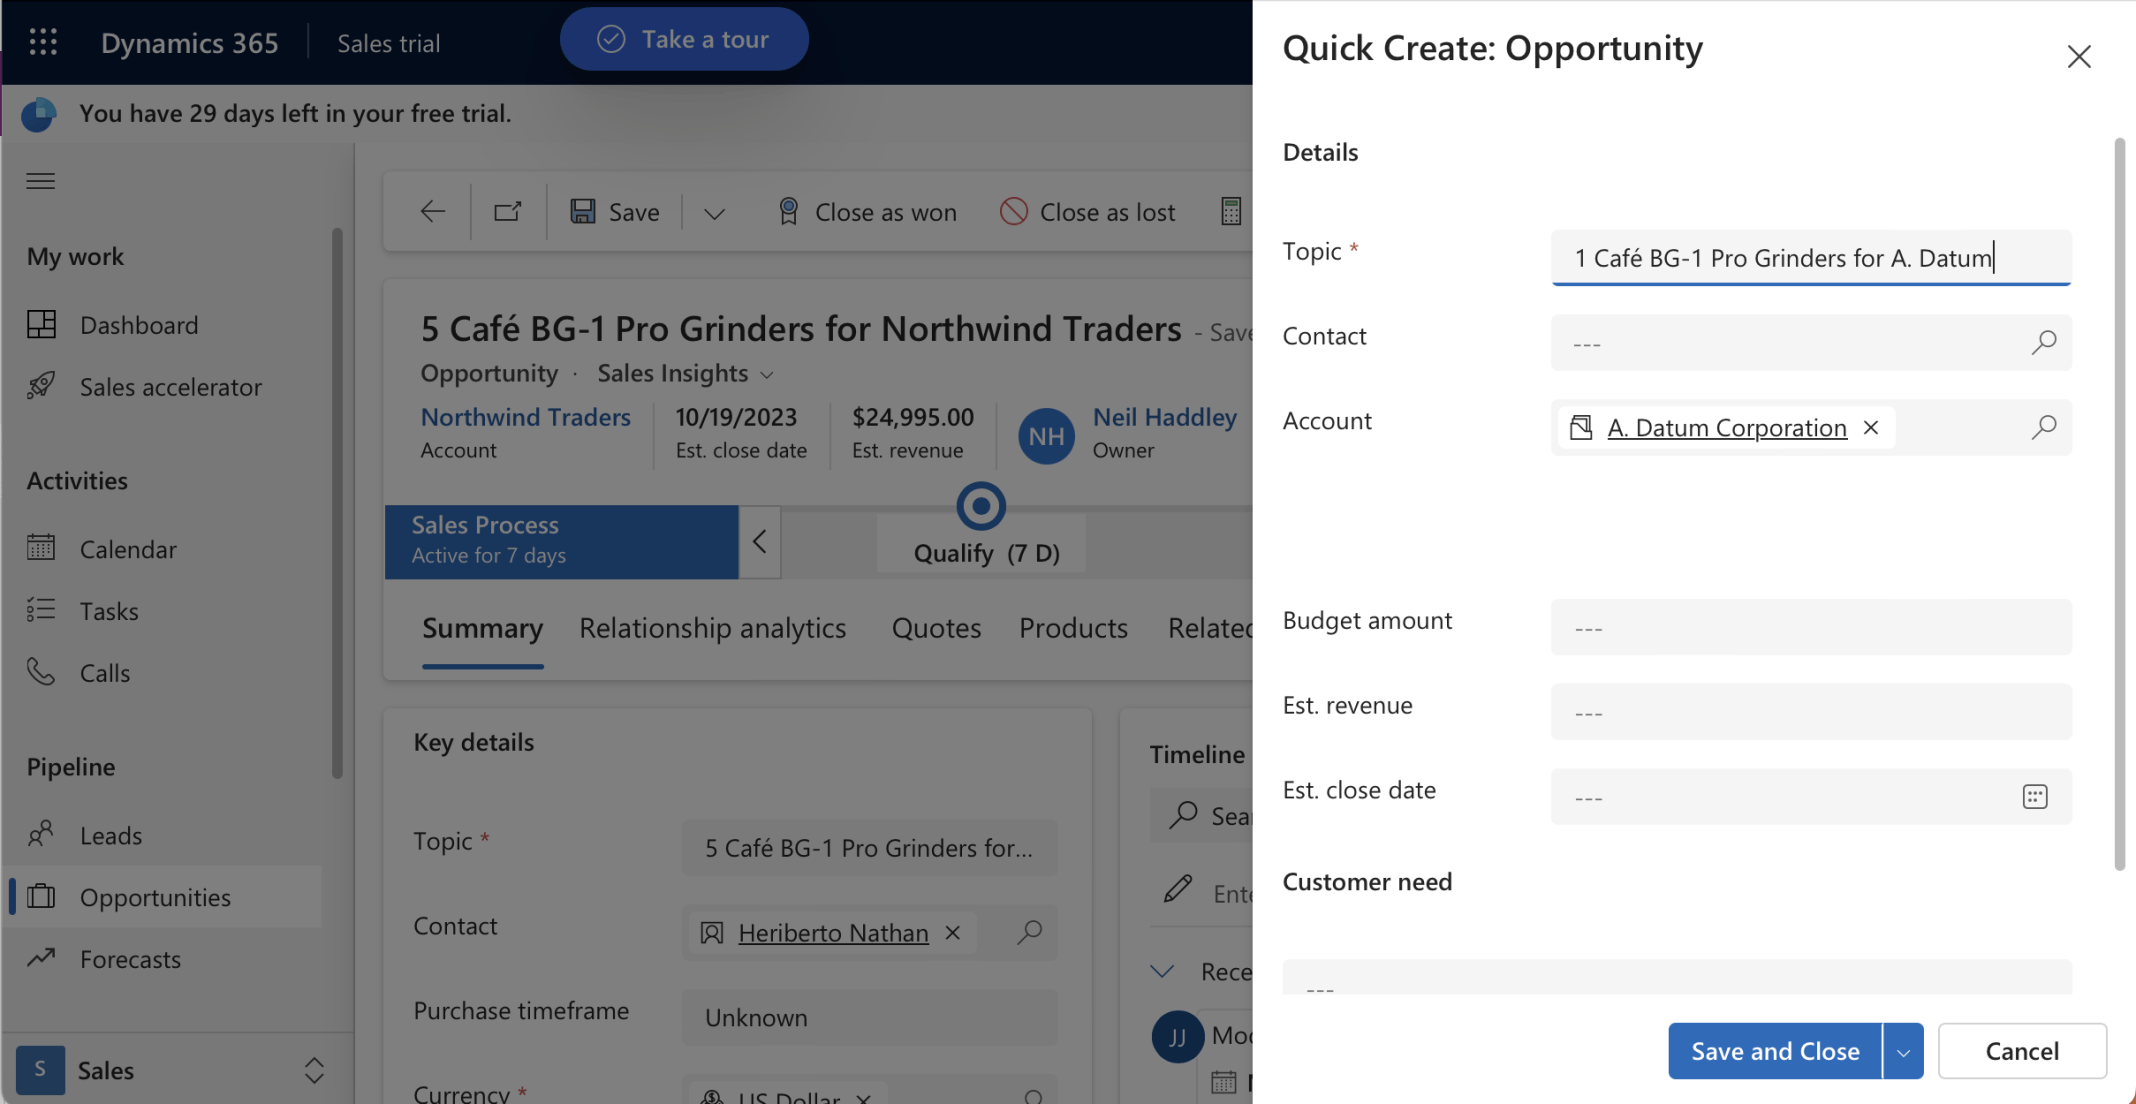 Dynamics 365
Sales trial
Take a tour
You have 29 days left in your free trial.
My work
Dashboard
Sales accelerator
Activities
Calendar
Tasks
Calls
Pipeline
Leads
Opportunities
Forecasts
S
Sales
Save
Close as won
Close as lost
5 Café BG-1 Pro Grinders for Northwind Traders - Save
Opportunity · Sales Insights
Northwind Traders
Account
10/19/2023
Est. close date
$24,995.00
Est. revenue
NH
Neil Haddley
Owner
Sales Process
Active for 7 days
Qualify (7 D)
Summary
Relationship analytics
Quotes
Products
Related
Key details
Topic *
5 Café BG-1 Pro Grinders for...
Contact
Heriberto Nathan
Purchase timeframe
Unknown
Currency *
US Dollar
Timeline
Sear
Ente
Rece
JJ
Mod
Quick Create: Opportunity
Details
Topic *
1 Café BG-1 Pro Grinders for A. Datum
Contact
---
Account
A. Datum Corporation
Budget amount
---
Est. revenue
---
Est. close date
---
Customer need
---
Save and Close
Cancel